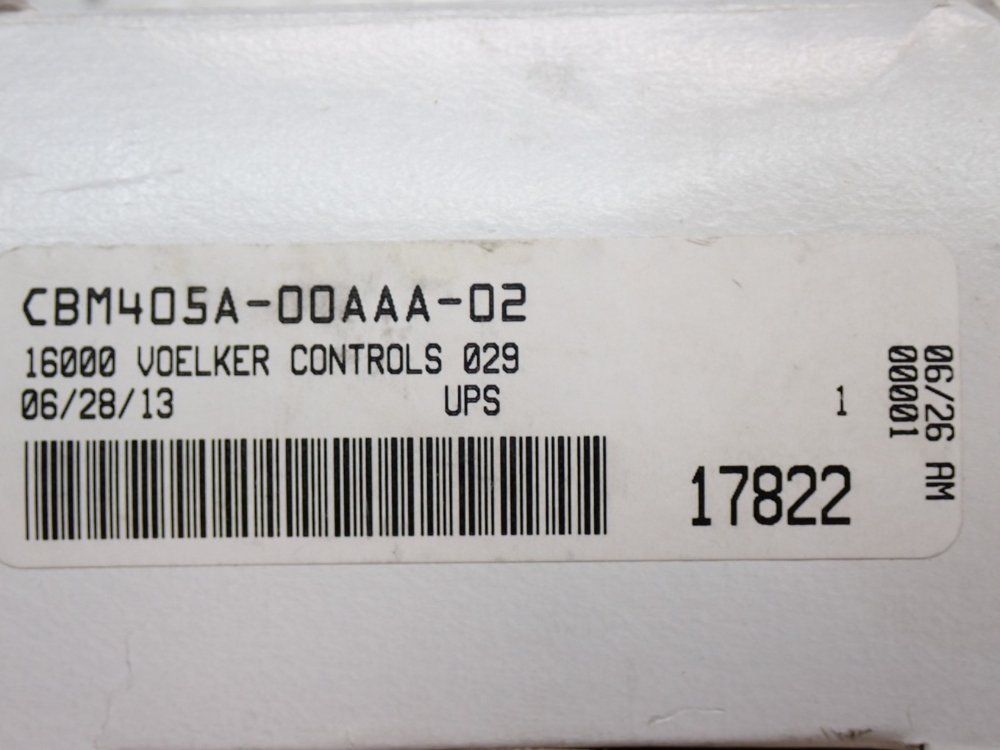 CBM405A-00AAA-02
16000 VOELKER CONTROLS 029
06/28/13 UPS 1
17822
06/26 AM
00001